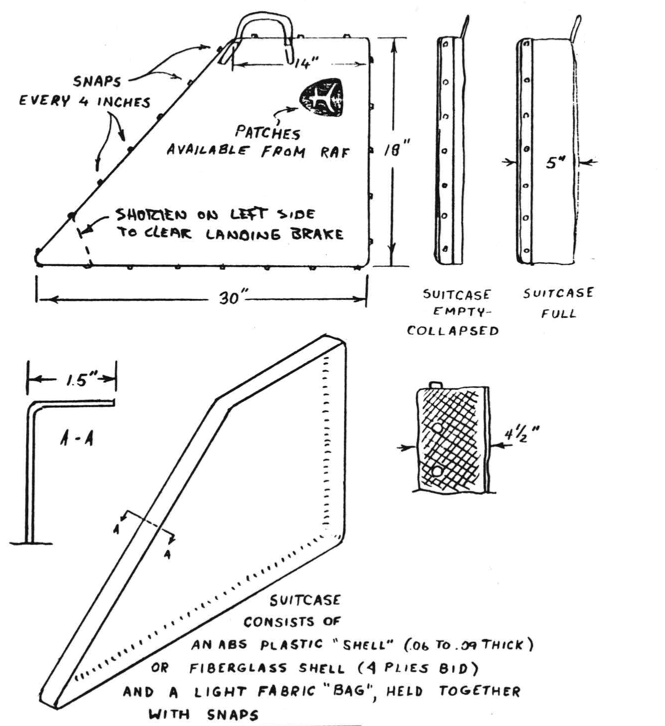 14"
SNAPS
EVERY 4 INCHES
PATCHES
AVAILABLE FROM RAF
18"
5"
SHORTEN ON LEFT SIDE
TO CLEAR LANDING BRAKE
30"
SUITCASE
EMPTY-
COLLAPSED
SUITCASE
FULL
1.5"
A-A
4 1/2"
A
A
SUITCASE
CONSISTS OF
AN ABS PLASTIC "SHELL" (.06 TO .09 THICK)
OR FIBERGLASS SHELL (4 PLIES BID)
AND A LIGHT FABRIC "BAG", HELD TOGETHER
WITH SNAPS